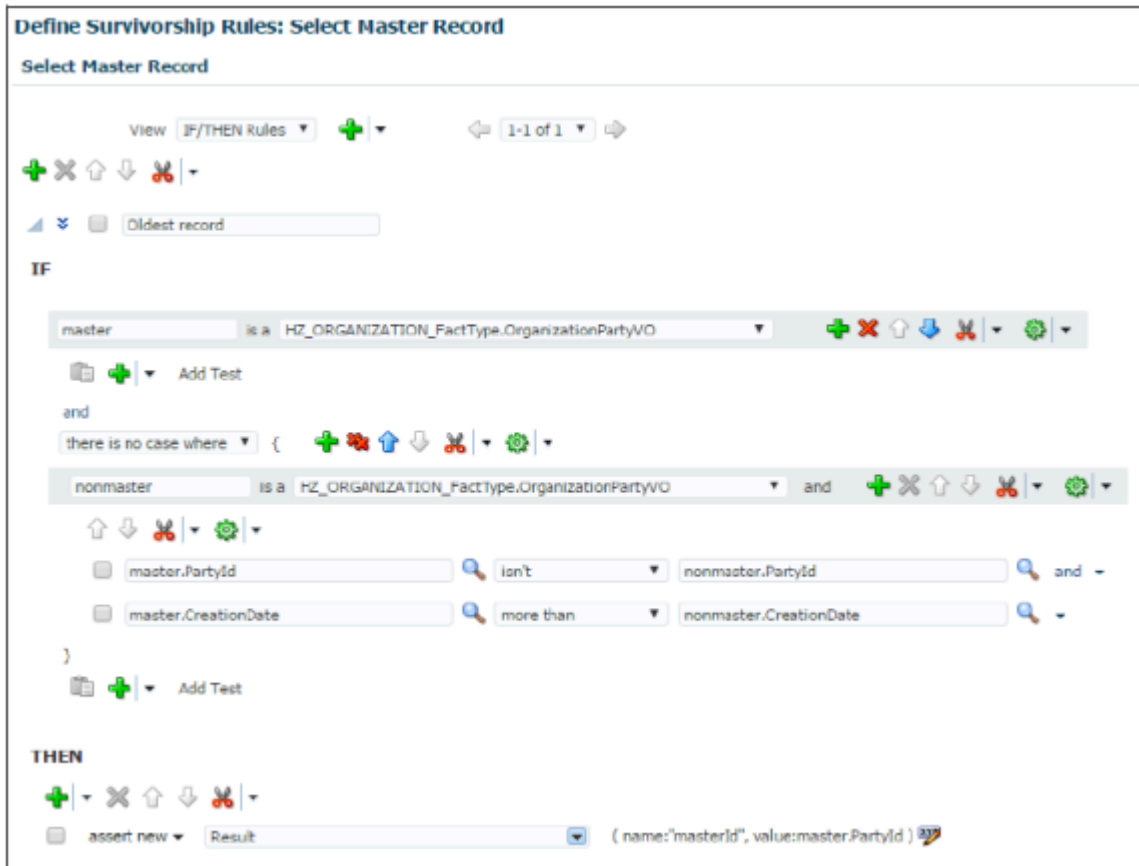 Define Survivorship Rules: Select Master Record
Select Master Record
View IF/THEN Rules 1-1 of 1
Oldest record
IF
master is a HZ_ORGANIZATION_FactType.OrganizationPartyVO
Add Test
and
there is no case where {
nonmaster is a HZ_ORGANIZATION_FactType.OrganizationPartyVO and
master.PartyId isn't nonmaster.PartyId and
master.CreationDate more than nonmaster.CreationDate
}
Add Test
THEN
assert new Result ( name:"masterId", value:master.PartyId )